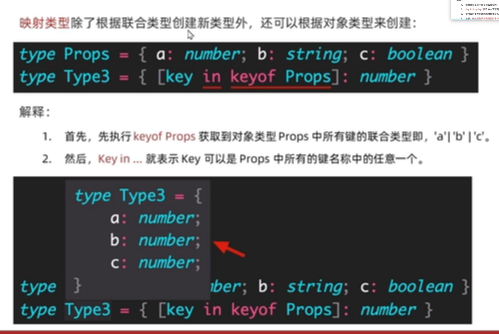 映射类型除了根据联合类型创建新类型外，还可以根据对象类型来创建：
type Props = { a: number; b: string; c: boolean }
type Type3 = { [key in keyof Props]: number }
解释：
1. 首先，先执行 keyof Props 获取到对象类型 Props 中所有键的联合类型即，'a' | 'b' | 'c'。
2. 然后，Key in ... 就表示 Key 可以是 Props 中所有的键名称中的任意一个。
type Type3 = {
a: number;
b: number;
c: number;
}
type mber; b: string; c: boolean }
type Type3 = { [key in keyof Props]: number }